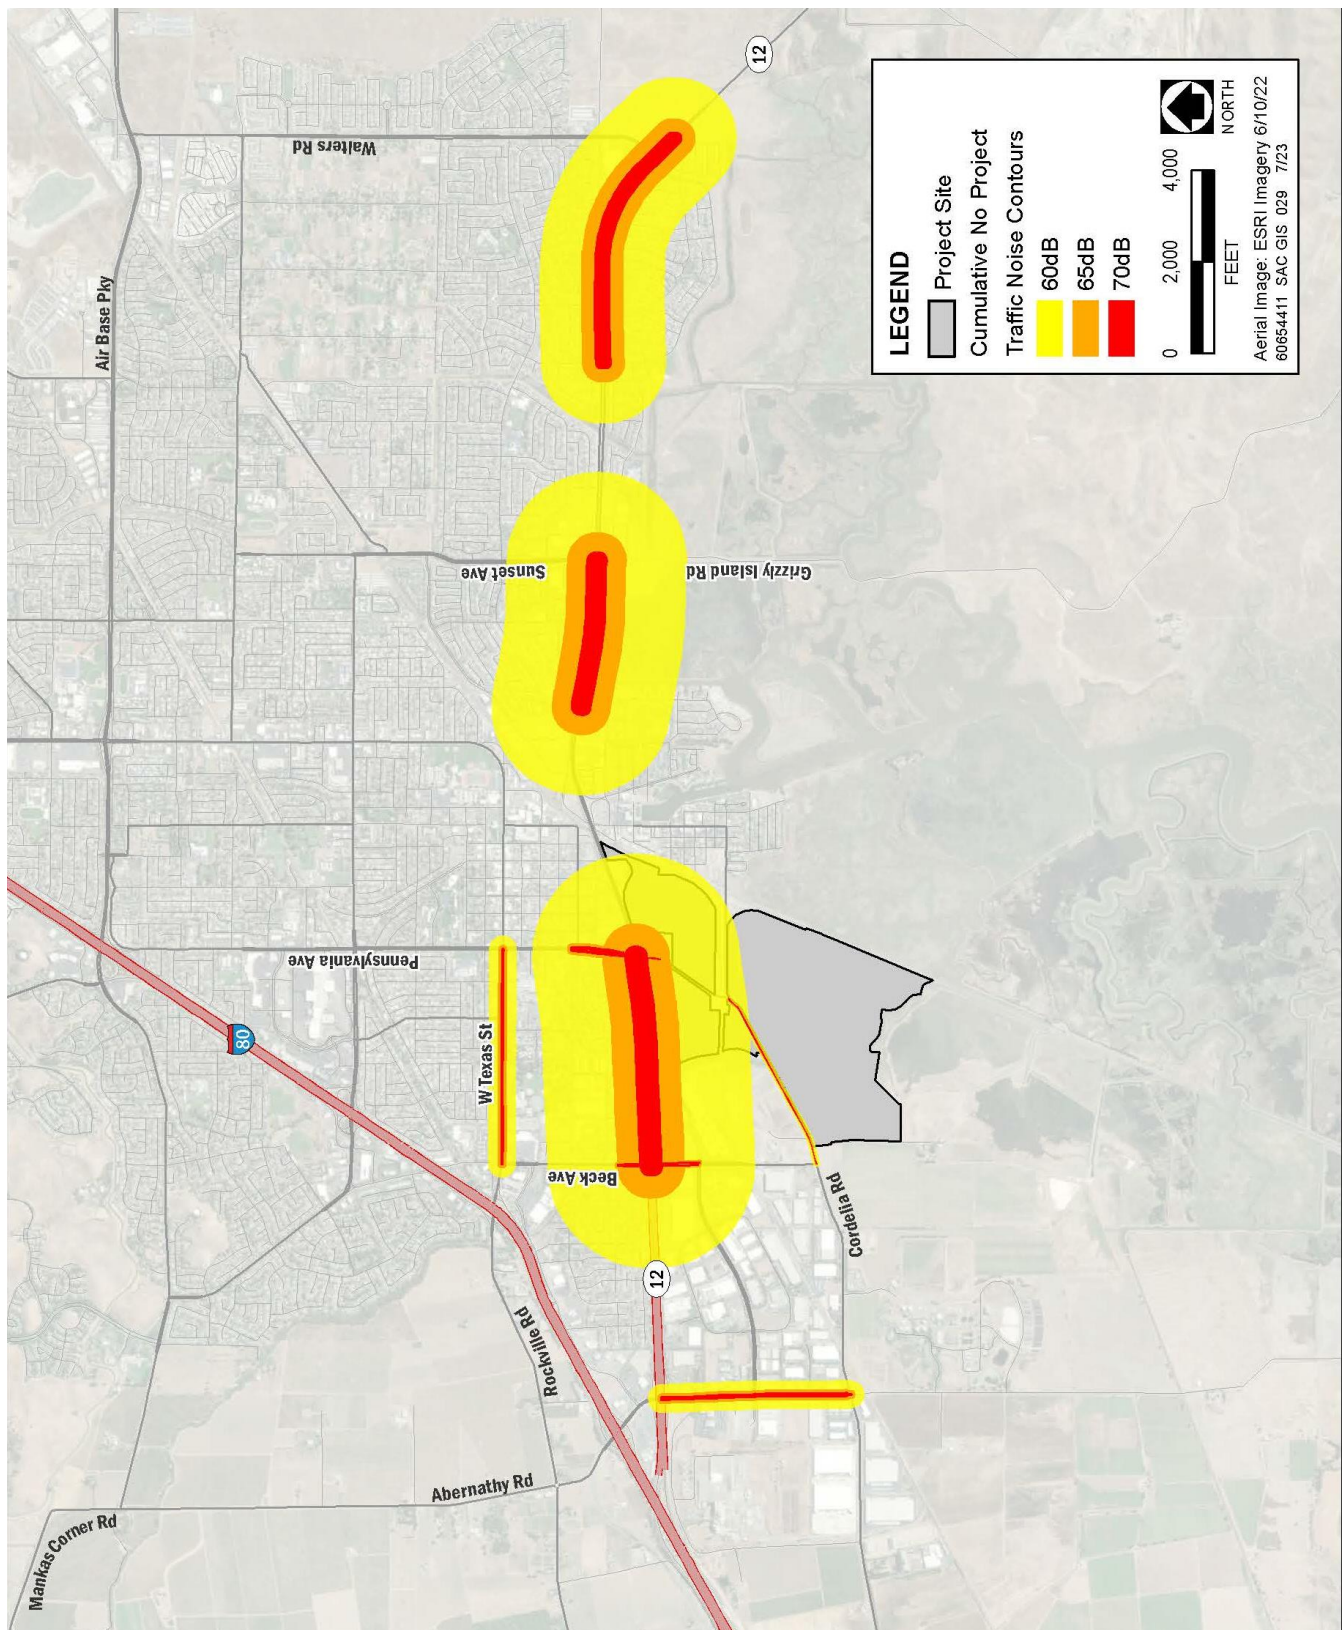 12
Walters Rd
Air Base Pky
Sunset Ave
Grizzly Island Rd
Pennsylvania Ave
80
W Texas St
Beck Ave
Cordelia Rd
12
Rockville Rd
Abernathy Rd
Mankas Corner Rd
LEGEND
Project Site
Cumulative No Project
Traffic Noise Contours
60dB
65dB
70dB
0 2,000 4,000
FEET
NORTH
Aerial Image: ESRI Imagery 6/10/22
60654411 SAC GIS 029 7/23